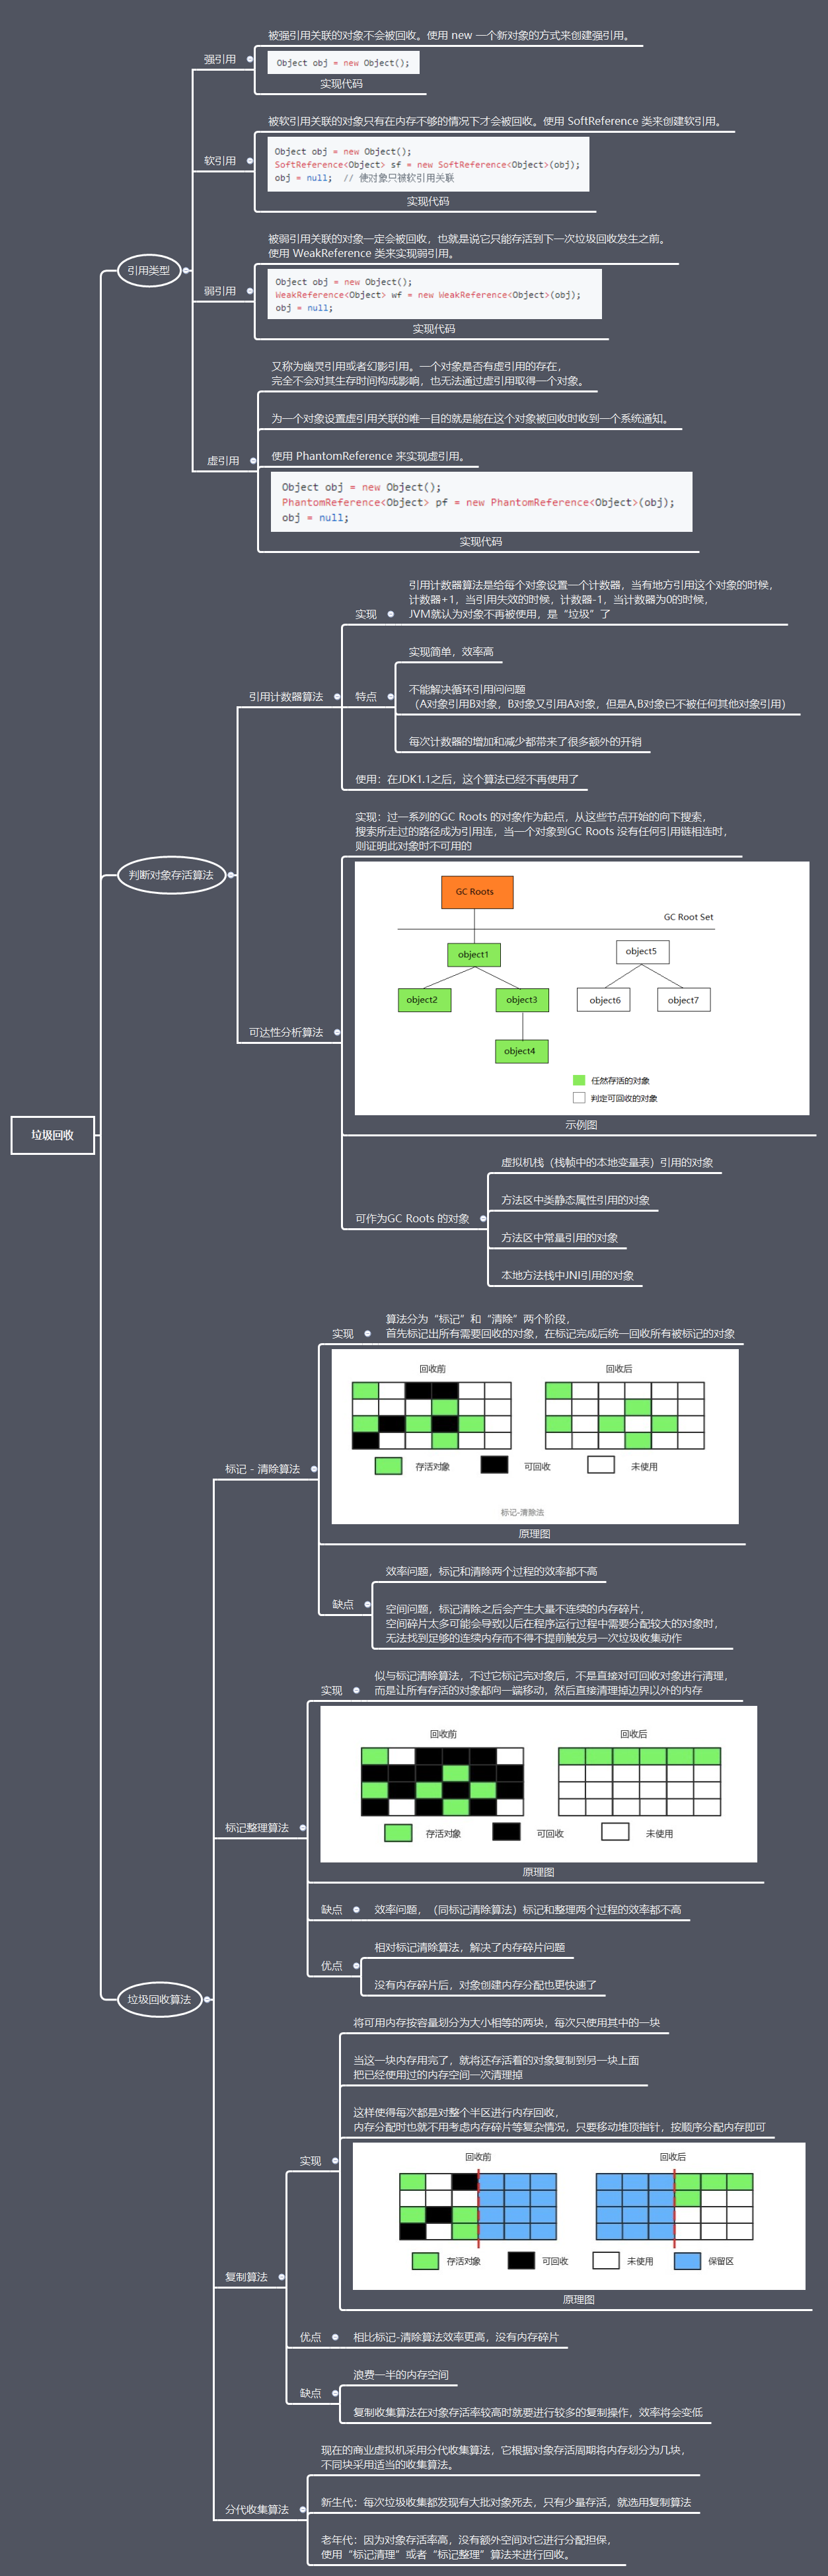 垃圾回收
引用类型
强引用
被强引用关联的对象不会被回收。使用 new 一个新对象的方式来创建强引用。
Object obj = new Object();
实现代码
软引用
被软引用关联的对象只有在内存不够的情况下才会被回收。使用 SoftReference 类来创建软引用。
Object obj = new Object();
SoftReference<Object> sf = new SoftReference<Object>(obj);
obj = null;  // 使对象只被软引用关联
实现代码
弱引用
被弱引用关联的对象一定会被回收，也就是说它只能存活到下一次垃圾回收发生之前。
使用 WeakReference 类来实现弱引用。
Object obj = new Object();
WeakReference<Object> wf = new WeakReference<Object>(obj);
obj = null;
实现代码
虚引用
又称为幽灵引用或者幻影引用。一个对象是否有虚引用的存在，
完全不会对其生存时间构成影响，也无法通过虚引用取得一个对象。
为一个对象设置虚引用关联的唯一目的就是能在这个对象被回收时收到一个系统通知。
使用 PhantomReference 来实现虚引用。
Object obj = new Object();
PhantomReference<Object> pf = new PhantomReference<Object>(obj);
obj = null;
实现代码
判断对象存活算法
引用计数器算法
实现
引用计数器算法是给每个对象设置一个计数器，当有地方引用这个对象的时候，
计数器+1，当引用失效的时候，计数器-1，当计数器为0的时候，
JVM就认为对象不再被使用，是“垃圾”了
特点
实现简单，效率高
不能解决循环引用问问题
（A对象引用B对象，B对象又引用A对象，但是A,B对象已不被任何其他对象引用）
每次计数器的增加和减少都带来了很多额外的开销
使用：在JDK1.1之后，这个算法已经不再使用了
可达性分析算法
实现：过一系列的GC Roots 的对象作为起点，从这些节点开始的向下搜索，
搜索所走过的路径成为引用连，当一个对象到GC Roots 没有任何引用链相连时，
则证明此对象时不可用的
GC Roots
GC Root Set
object1
object5
object2
object3
object6
object7
object4
任然存活的对象
判定可回收的对象
示例图
可作为GC Roots 的对象
虚拟机栈（栈帧中的本地变量表）引用的对象
方法区中类静态属性引用的对象
方法区中常量引用的对象
本地方法栈中JNI引用的对象
垃圾回收算法
标记 - 清除算法
实现
算法分为“标记”和“清除”两个阶段，
首先标记出所有需要回收的对象，在标记完成后统一回收所有被标记的对象
回收前
回收后
存活对象
可回收
未使用
标记-清除法
原理图
缺点
效率问题，标记和清除两个过程的效率都不高
空间问题，标记清除之后会产生大量不连续的内存碎片，
空间碎片太多可能会导致以后在程序运行过程中需要分配较大的对象时，
无法找到足够的连续内存而不得不提前触发另一次垃圾收集动作
标记整理算法
实现
似与标记清除算法，不过它标记完对象后，不是直接对可回收对象进行清理，
而是让所有存活的对象都向一端移动，然后直接清理掉边界以外的内存
回收前
回收后
存活对象
可回收
未使用
原理图
缺点
效率问题，（同标记清除算法）标记和整理两个过程的效率都不高
优点
相对标记清除算法，解决了内存碎片问题
没有内存碎片后，对象创建内存分配也更快速了
复制算法
实现
将可用内存按容量划分为大小相等的两块，每次只使用其中的一块
当这一块内存用完了，就将还存活着的对象复制到另一块上面
把已经使用过的内存空间一次清理掉
这样使得每次都是对整个半区进行内存回收，
内存分配时也就不用考虑内存碎片等复杂情况，只要移动堆顶指针，按顺序分配内存即可
回收前
回收后
存活对象
可回收
未使用
保留区
原理图
优点
相比标记-清除算法效率更高，没有内存碎片
缺点
浪费一半的内存空间
复制收集算法在对象存活率较高时就要进行较多的复制操作，效率将会变低
分代收集算法
现在的商业虚拟机采用分代收集算法，它根据对象存活周期将内存划分为几块，
不同块采用适当的收集算法。
新生代：每次垃圾收集都发现有大批对象死去，只有少量存活，就选用复制算法
老年代：因为对象存活率高，没有额外空间对它进行分配担保，
使用“标记清理”或者“标记整理”算法来进行回收。